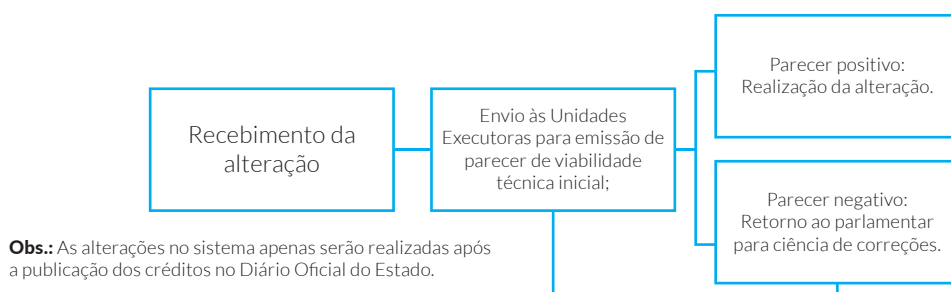 Recebimento da
alteração
Envio às Unidades
Executoras para emissão de
parecer de viabilidade
técnica inicial;
Parecer positivo:
Realização da alteração.
Parecer negativo:
Retorno ao parlamentar
para ciência de correções.
Obs.: As alterações no sistema apenas serão realizadas após
a publicação dos créditos no Diário Oficial do Estado.